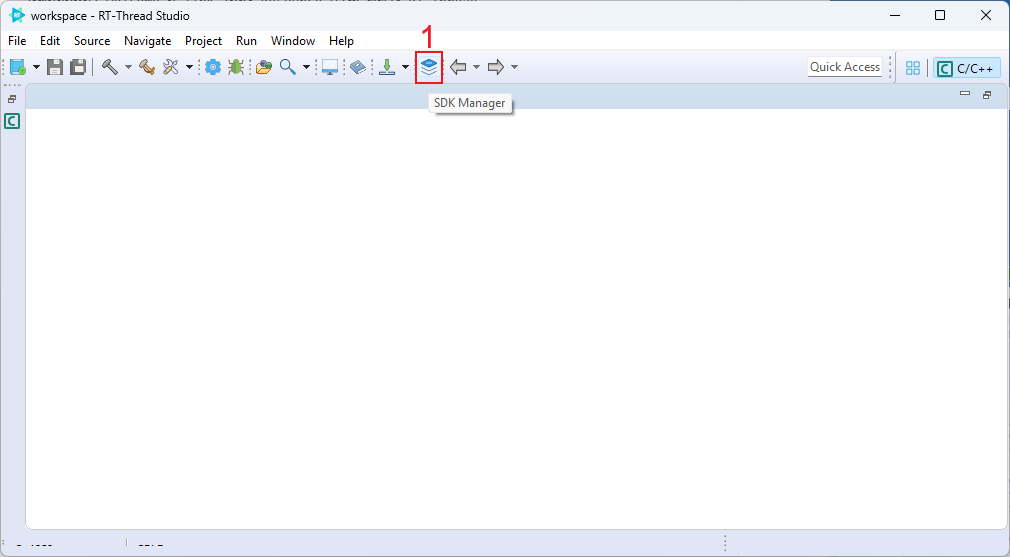 workspace - RT-Thread Studio
File Edit Source Navigate Project Run Window Help
1
Quick Access
C/C++
SDK Manager